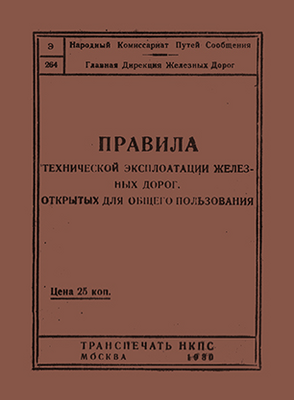 Э
264
Народный Комиссариат Путей Сообщения
Главная Дирекция Железных Дорог
ПРАВИЛА
ТЕХНИЧЕСКОЙ ЭКСПЛОАТАЦИИ ЖЕЛЕЗ-
НЫХ ДОРОГ,
ОТКРЫТЫХ ДЛЯ ОБЩЕГО ПОЛЬЗОВАНИЯ
Цена 25 коп.
ТРАНСПЕЧАТЬ НКПС
МОСКВА 1930